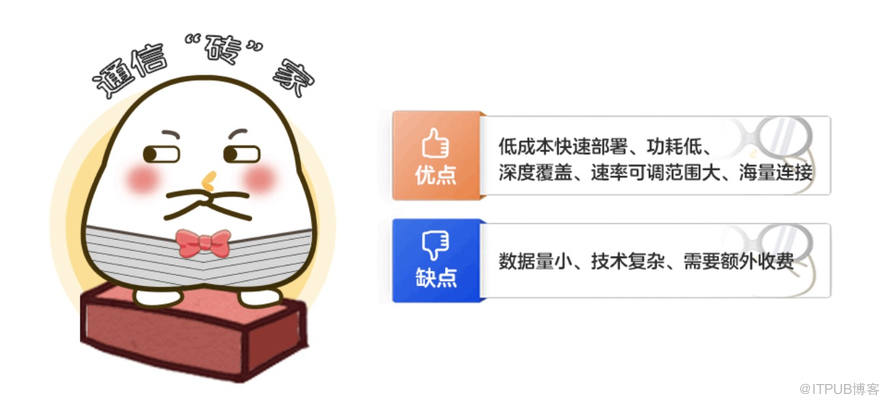 通信“砖”家
优点
低成本快速部署、功耗低、
深度覆盖、速率可调范围大、海量连接
缺点
数据量小、技术复杂、需要额外收费
@ITPUB博客